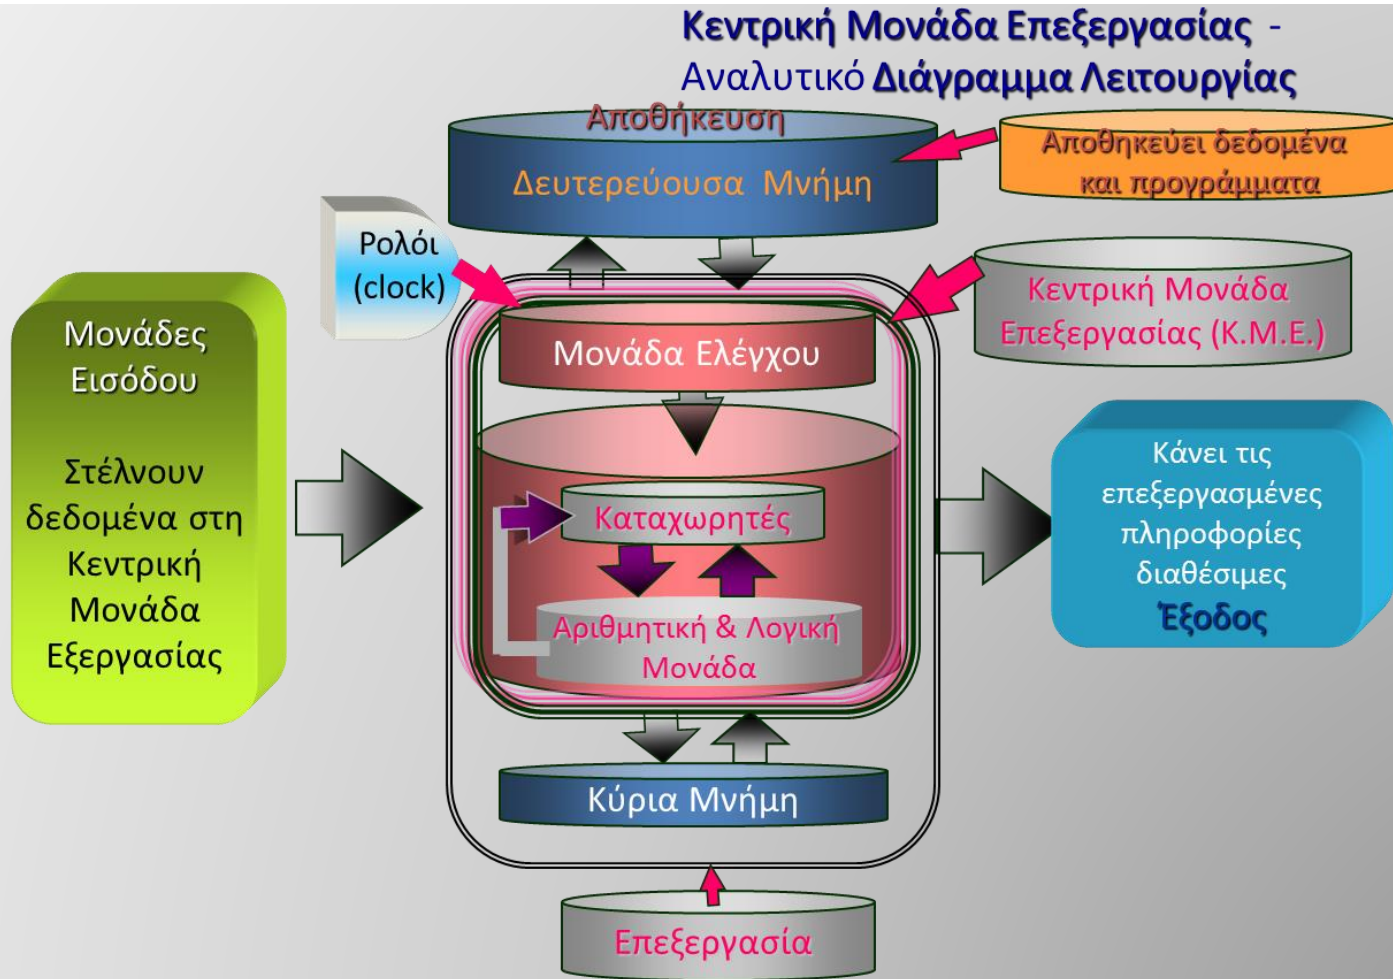 Κεντρική Μονάδα Επεξεργασίας -
Αναλυτικό Διάγραμμα Λειτουργίας
Αποθήκευση
Δευτερεύουσα Μνήμη
Αποθηκεύει δεδομένα
και προγράμματα
Ρολόι
(clock)
Κεντρική Μονάδα
Επεξεργασίας (Κ.Μ.Ε.)
Μονάδες
Εισόδου
Στέλνουν
δεδομένα στη
Κεντρική
Μονάδα
Εξεργασίας
Μονάδα Ελέγχου
Καταχωρητές
Αριθμητική & Λογική
Μονάδα
Κάνει τις
επεξεργασμένες
πληροφορίες
διαθέσιμες
Έξοδος
Κύρια Μνήμη
Επεξεργασία